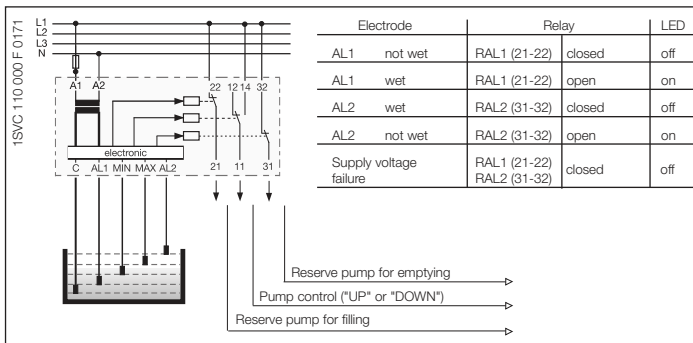 1SVC 110 000 F 0171
L1
L2
L3
N
A1 A2
22 12 14 32
electronic
C AL1 MIN MAX AL2
21 11 31
Reserve pump for emptying
Pump control ("UP" or "DOWN")
Reserve pump for filling
Electrode Relay LED
AL1 not wet RAL1 (21-22) closed off
AL1 wet RAL1 (21-22) open on
AL2 wet RAL2 (31-32) closed off
AL2 not wet RAL2 (31-32) open on
Supply voltage RAL1 (21-22)
failure RAL2 (31-32) closed off